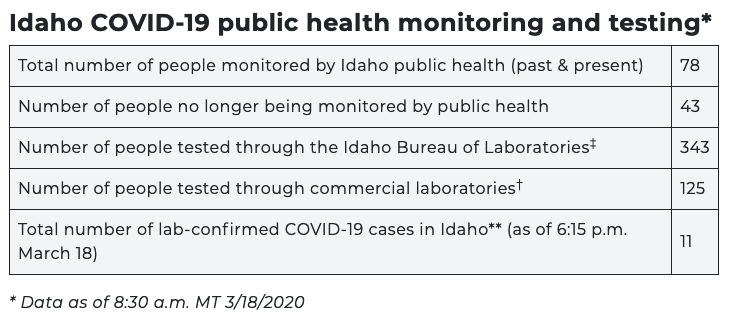 Idaho COVID-19 public health monitoring and testing*
Total number of people monitored by Idaho public health (past & present) 78
Number of people no longer being monitored by public health 43
Number of people tested through the Idaho Bureau of Laboratories‡ 343
Number of people tested through commercial laboratories† 125
Total number of lab-confirmed COVID-19 cases in Idaho** (as of 6:15 p.m.
March 18) 11
* Data as of 8:30 a.m. MT 3/18/2020